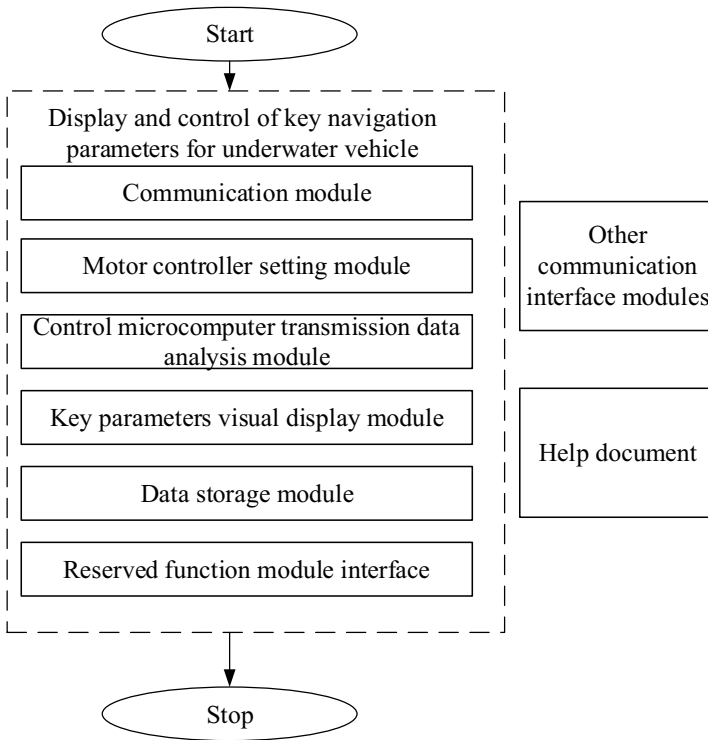 Start
Display and control of key navigation
parameters for underwater vehicle
Communication module
Motor controller setting module
Control microcomputer transmission data
analysis module
Key parameters visual display module
Data storage module
Reserved function module interface
Other
communication
interface modules
Help document
Stop